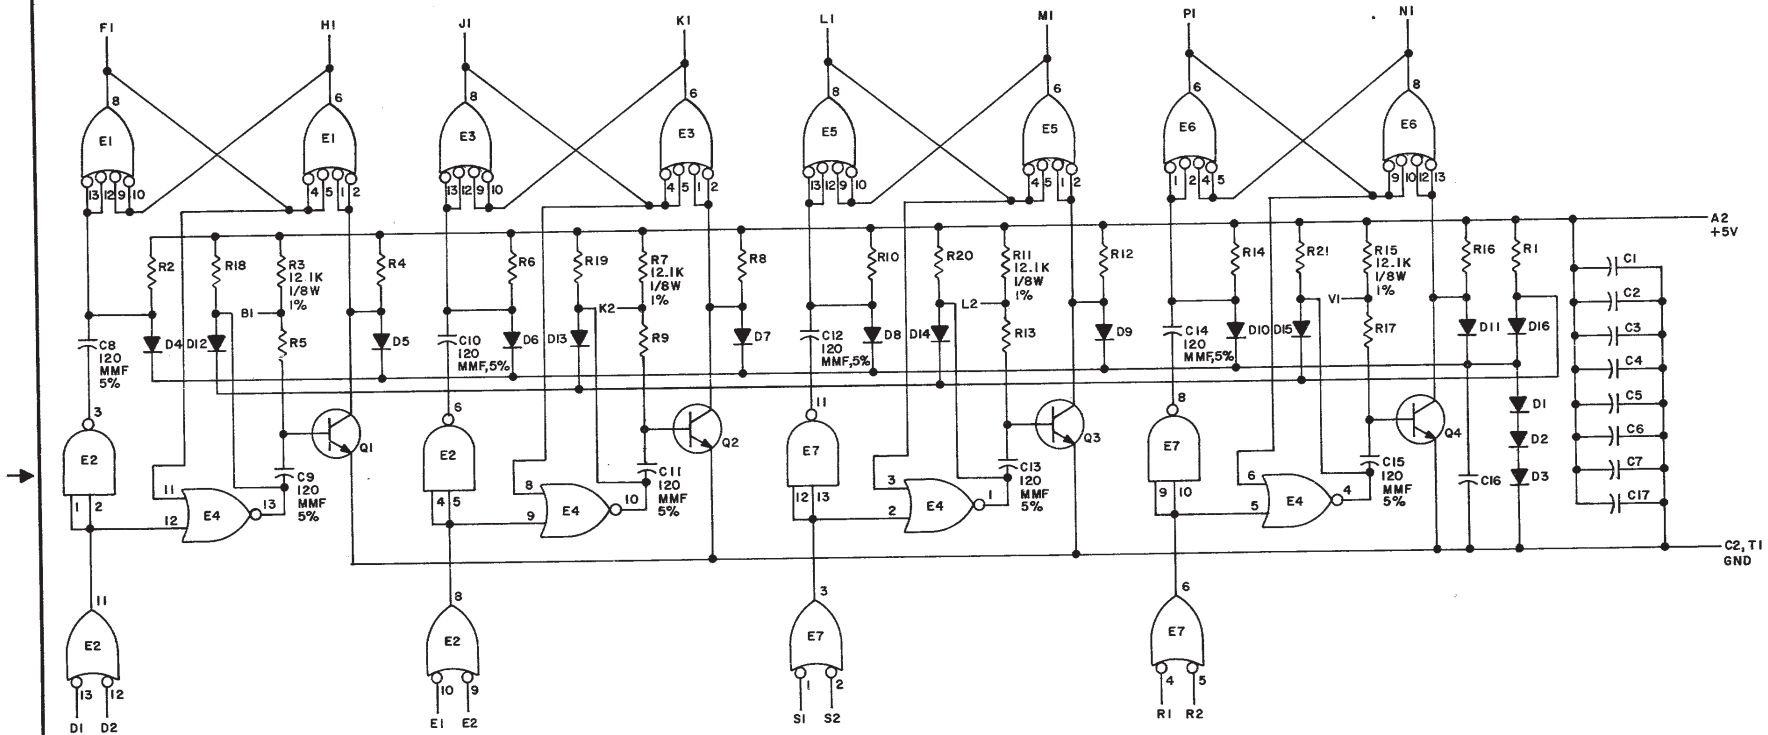 F1
H1
J1
K1
L1
M1
P1
N1
8
6
8
6
8
6
6
8
E1
E1
E3
E3
E5
E5
E6
E6
13 12 9 10
4 5 1 2
13 12 9 10
4 5 1 2
13 12 9 10
4 5 1 2
1 2 4 5
9 10 12 13
A2
+5V
R2
R18
R3
12.1K
1/8W
1%
R4
R6
R19
R7
12.1K
1/8W
1%
R8
R10
R20
R11
12.1K
1/8W
1%
R12
R14
R21
R15
12.1K
1/8W
1%
R16
R1
C1
C2
C3
C4
C5
C6
C7
C17
B1
K2
L2
V1
C8
120
MMF
5%
D4
D12
R5
D5
C10
120
MMF,5%
D6
D13
R9
D7
C12
120
MMF,5%
D8
D14
R13
D9
C14
120
MMF,5%
D10
D15
R17
D11
D16
D1
D2
D3
3
E2
1 2
Q1
C9
120
MMF
5%
11
12
E4
13
6
E2
4 5
Q2
C11
120
MMF
5%
8
9
E4
10
11
E7
12 13
Q3
C13
120
MMF
5%
3
2
E4
1
8
E7
9 10
Q4
C15
120
MMF
5%
6
5
E4
4
C16
C2, T1
GND
11
E2
13 12
D1 D2
8
E2
10 9
E1 E2
3
E7
1 2
S1 S2
6
E7
4 5
R1 R2